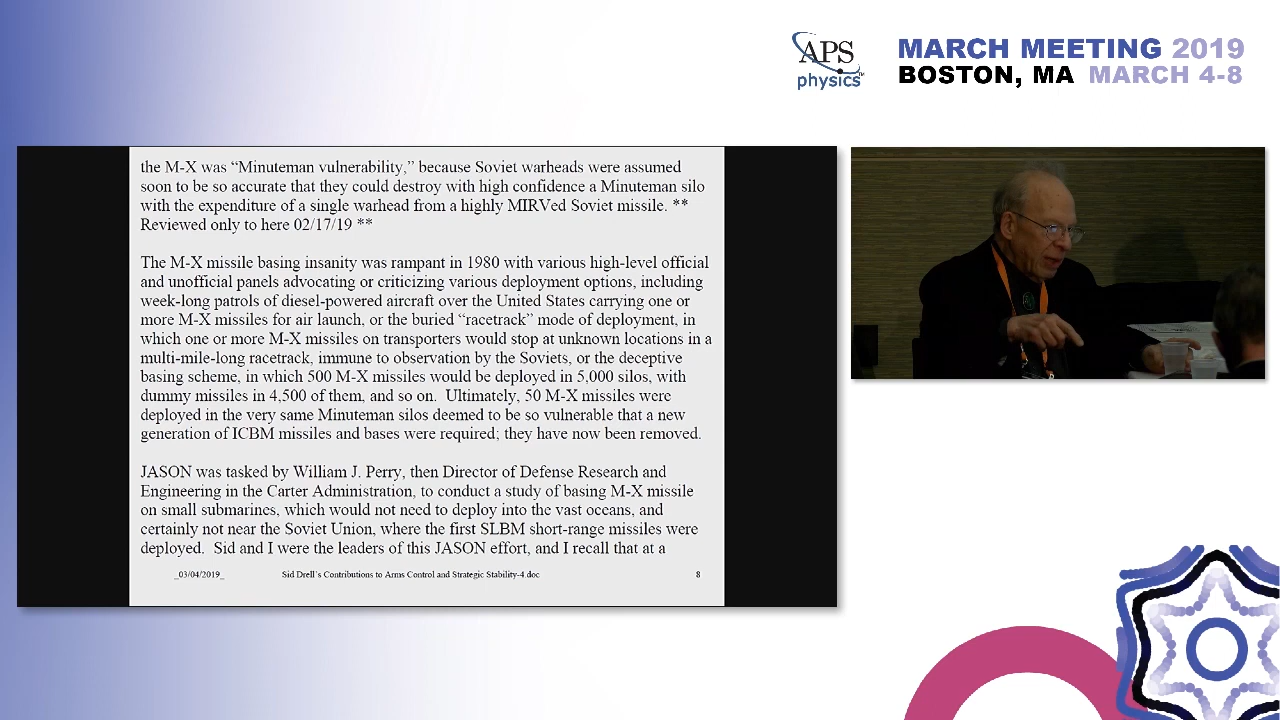 APS
physics
MARCH MEETING 2019
BOSTON, MA MARCH 4-8
the M-X was “Minuteman vulnerability,” because Soviet warheads were assumed
soon to be so accurate that they could destroy with high confidence a Minuteman silo
with the expenditure of a single warhead from a highly MIRVed Soviet missile. **
Reviewed only to here 02/17/19 **
The M-X missile basing insanity was rampant in 1980 with various high-level official
and unofficial panels advocating or criticizing various deployment options, including
week-long patrols of diesel-powered aircraft over the United States carrying one or
more M-X missiles for air launch, or the buried “racetrack” mode of deployment, in
which one or more M-X missiles on transporters would stop at unknown locations in a
multi-mile-long racetrack, immune to observation by the Soviets, or the deceptive
basing scheme, in which 500 M-X missiles would be deployed in 5,000 silos, with
dummy missiles in 4,500 of them, and so on.  Ultimately, 50 M-X missiles were
deployed in the very same Minuteman silos deemed to be so vulnerable that a new
generation of ICBM missiles and bases were required; they have now been removed.
JASON was tasked by William J. Perry, then Director of Defense Research and
Engineering in the Carter Administration, to conduct a study of basing M-X missile
on small submarines, which would not need to deploy into the vast oceans, and
certainly not near the Soviet Union, where the first SLBM short-range missiles were
deployed.  Sid and I were the leaders of this JASON effort, and I recall that at a
_03/04/2019_ Sid Drell’s Contributions to Arms Control and Strategic Stability-4.doc 8